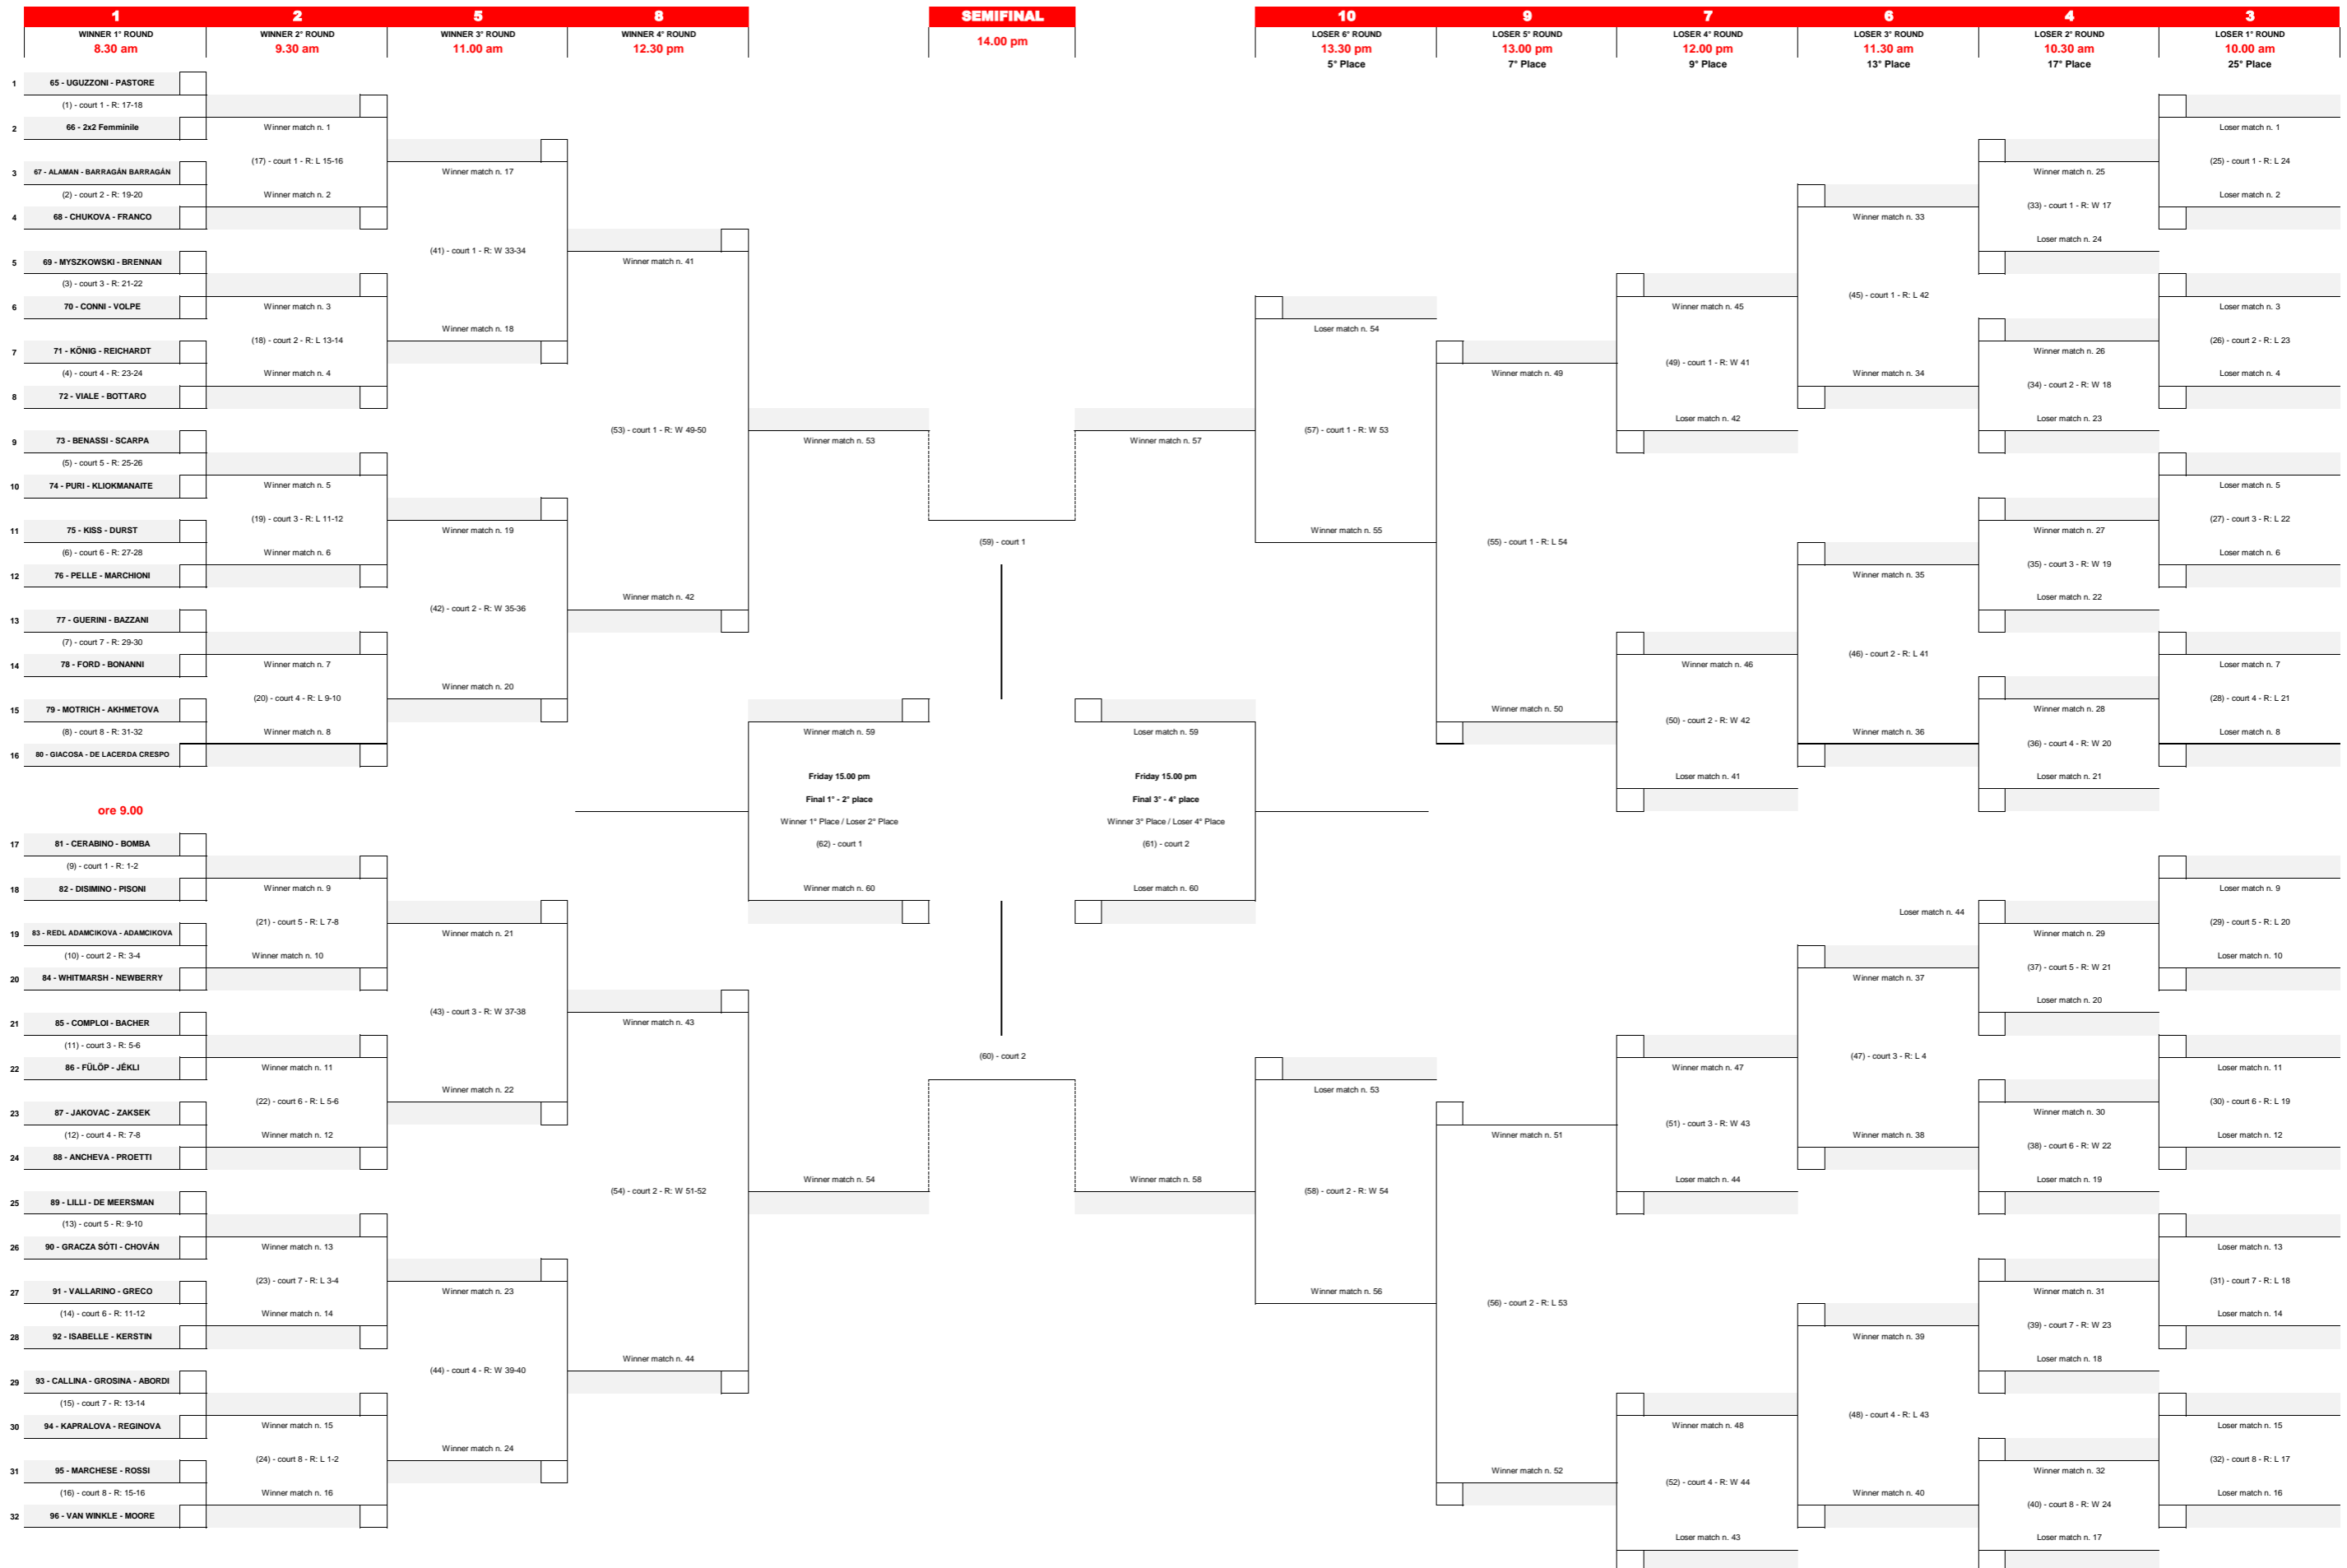 1
2
5
8
SEMIFINAL
10
9
7
6
4
3
WINNER 1° ROUND
WINNER 2° ROUND
WINNER 3° ROUND
WINNER 4° ROUND
LOSER 6° ROUND
LOSER 5° ROUND
LOSER 4° ROUND
LOSER 3° ROUND
LOSER 2° ROUND
LOSER 1° ROUND
8.30 am
9.30 am
11.00 am
12.30 pm
14.00 pm
13.30 pm
13.00 pm
12.00 pm
11.30 am
10.30 am
10.00 am
5° Place
7° Place
9° Place
13° Place
17° Place
25° Place
1 65 - UGUZZONI - PASTORE
(1) - court 1 - R: 17-18
2 66 - 2x2 Femminile
3 67 - ALAMAN - BARRAGÁN BARRAGÁN
(2) - court 2 - R: 19-20
4 68 - CHUKOVA - FRANCO
5 69 - MYSZKOWSKI - BRENNAN
(3) - court 3 - R: 21-22
6 70 - CONNI - VOLPE
7 71 - KÖNIG - REICHARDT
(4) - court 4 - R: 23-24
8 72 - VIALE - BOTTARO
9 73 - BENASSI - SCARPA
(5) - court 5 - R: 25-26
10 74 - PURI - KLIOKMANAITE
11 75 - KISS - DURST
(6) - court 6 - R: 27-28
12 76 - PELLE - MARCHIONI
13 77 - GUERINI - BAZZANI
(7) - court 7 - R: 29-30
14 78 - FORD - BONANNI
15 79 - MOTRICH - AKHMETOVA
(8) - court 8 - R: 31-32
16 80 - GIACOSA - DE LACERDA CRESPO
ore 9.00
17 81 - CERABINO - BOMBA
(9) - court 1 - R: 1-2
18 82 - DISIMINO - PISONI
19 83 - REDL ADAMCIKOVA - ADAMCIKOVA
(10) - court 2 - R: 3-4
20 84 - WHITMARSH - NEWBERRY
21 85 - COMPLOI - BACHER
(11) - court 3 - R: 5-6
22 86 - FÜLÖP - JÉKLI
23 87 - JAKOVAC - ZAKSEK
(12) - court 4 - R: 7-8
24 88 - ANCHEVA - PROETTI
25 89 - LILLI - DE MEERSMAN
(13) - court 5 - R: 9-10
26 90 - GRACZA SÓTI - CHOVÁN
27 91 - VALLARINO - GRECO
(14) - court 6 - R: 11-12
28 92 - ISABELLE - KERSTIN
29 93 - CALLINA - GROSINA - ABORDI
(15) - court 7 - R: 13-14
30 94 - KAPRALOVA - REGINOVA
31 95 - MARCHESE - ROSSI
(16) - court 8 - R: 15-16
32 96 - VAN WINKLE - MOORE
Winner match n. 1
(17) - court 1 - R: L 15-16
Winner match n. 2
Winner match n. 3
(18) - court 2 - R: L 13-14
Winner match n. 4
Winner match n. 5
(19) - court 3 - R: L 11-12
Winner match n. 6
Winner match n. 7
(20) - court 4 - R: L 9-10
Winner match n. 8
Winner match n. 9
(21) - court 5 - R: L 7-8
Winner match n. 10
Winner match n. 11
(22) - court 6 - R: L 5-6
Winner match n. 12
Winner match n. 13
(23) - court 7 - R: L 3-4
Winner match n. 14
Winner match n. 15
(24) - court 8 - R: L 1-2
Winner match n. 16
Winner match n. 17
(41) - court 1 - R: W 33-34
Winner match n. 18
Winner match n. 19
(42) - court 2 - R: W 35-36
Winner match n. 20
Winner match n. 21
(43) - court 3 - R: W 37-38
Winner match n. 22
Winner match n. 23
(44) - court 4 - R: W 39-40
Winner match n. 24
Winner match n. 41
(53) - court 1 - R: W 49-50
Winner match n. 42
Winner match n. 43
(54) - court 2 - R: W 51-52
Winner match n. 44
Winner match n. 53
Winner match n. 59
Friday 15.00 pm
Final 1° - 2° place
Winner 1° Place / Loser 2° Place
(62) - court 1
Winner match n. 60
Winner match n. 54
(59) - court 1
(60) - court 2
Winner match n. 57
Loser match n. 59
Friday 15.00 pm
Final 3° - 4° place
Winner 3° Place / Loser 4° Place
(61) - court 2
Loser match n. 60
Winner match n. 58
Loser match n. 54
(57) - court 1 - R: W 53
Winner match n. 55
Loser match n. 53
(58) - court 2 - R: W 54
Winner match n. 56
Winner match n. 49
(55) - court 1 - R: L 54
Winner match n. 50
Winner match n. 51
(56) - court 2 - R: L 53
Winner match n. 52
Winner match n. 45
(49) - court 1 - R: W 41
Loser match n. 42
Winner match n. 46
(50) - court 2 - R: W 42
Loser match n. 41
Winner match n. 47
(51) - court 3 - R: W 43
Loser match n. 44
Winner match n. 48
(52) - court 4 - R: W 44
Loser match n. 43
Winner match n. 33
(45) - court 1 - R: L 42
Winner match n. 34
Winner match n. 35
(46) - court 2 - R: L 41
Winner match n. 36
Loser match n. 44
Winner match n. 37
(47) - court 3 - R: L 4
Winner match n. 38
Winner match n. 39
(48) - court 4 - R: L 43
Winner match n. 40
Winner match n. 25
(33) - court 1 - R: W 17
Loser match n. 24
Winner match n. 26
(34) - court 2 - R: W 18
Loser match n. 23
Winner match n. 27
(35) - court 3 - R: W 19
Loser match n. 22
Winner match n. 28
(36) - court 4 - R: W 20
Loser match n. 21
Winner match n. 29
(37) - court 5 - R: W 21
Loser match n. 20
Winner match n. 30
(38) - court 6 - R: W 22
Loser match n. 19
Winner match n. 31
(39) - court 7 - R: W 23
Loser match n. 18
Winner match n. 32
(40) - court 8 - R: W 24
Loser match n. 17
Loser match n. 1
(25) - court 1 - R: L 24
Loser match n. 2
Loser match n. 3
(26) - court 2 - R: L 23
Loser match n. 4
Loser match n. 5
(27) - court 3 - R: L 22
Loser match n. 6
Loser match n. 7
(28) - court 4 - R: L 21
Loser match n. 8
Loser match n. 9
(29) - court 5 - R: L 20
Loser match n. 10
Loser match n. 11
(30) - court 6 - R: L 19
Loser match n. 12
Loser match n. 13
(31) - court 7 - R: L 18
Loser match n. 14
Loser match n. 15
(32) - court 8 - R: L 17
Loser match n. 16